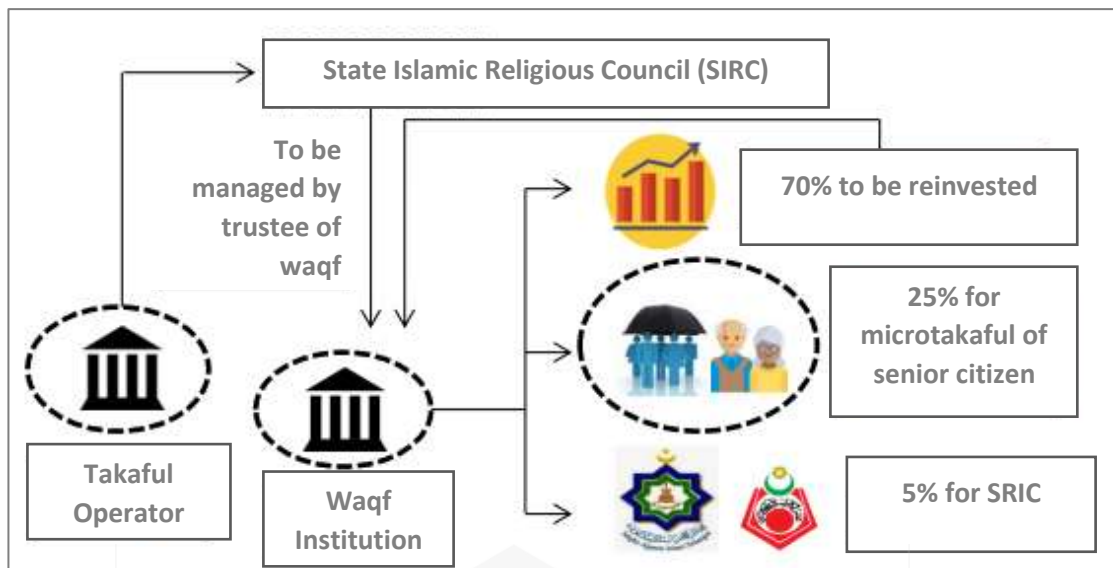 State Islamic Religious Council (SIRC)
To be
managed by
trustee of
waqf
70% to be reinvested
25% for
microtakaful of
senior citizen
Takaful
Operator
Waqf
Institution
5% for SRIC